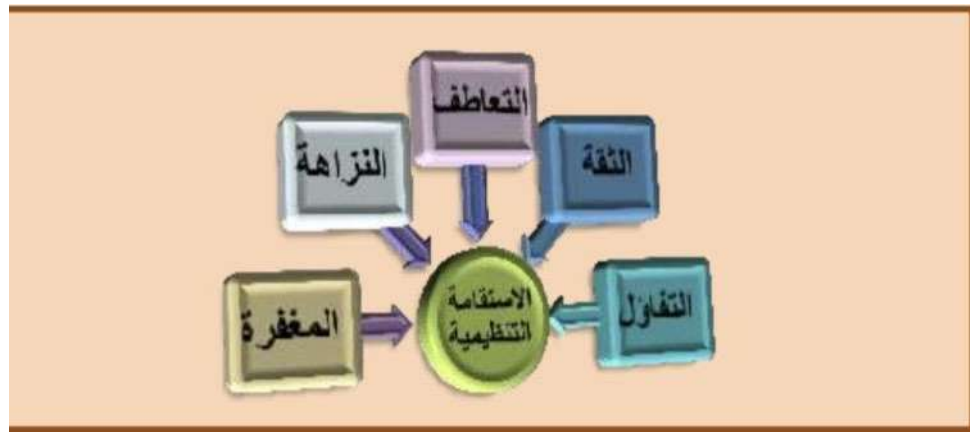 التعاطف
النزاهة
الثقة
الاستقامة
التنظيمية
المغفرة
التفاؤل